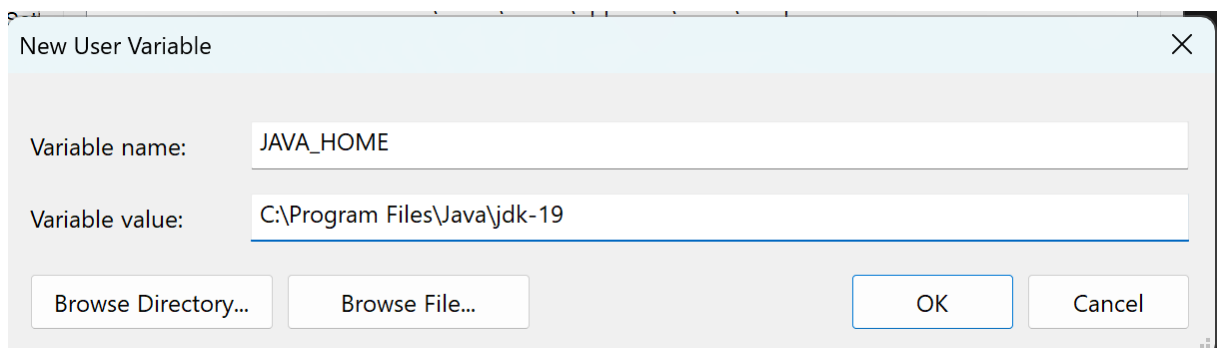 New User Variable
Variable name: JAVA_HOME
Variable value: C:\Program Files\Java\jdk-19
Browse Directory... Browse File... OK Cancel